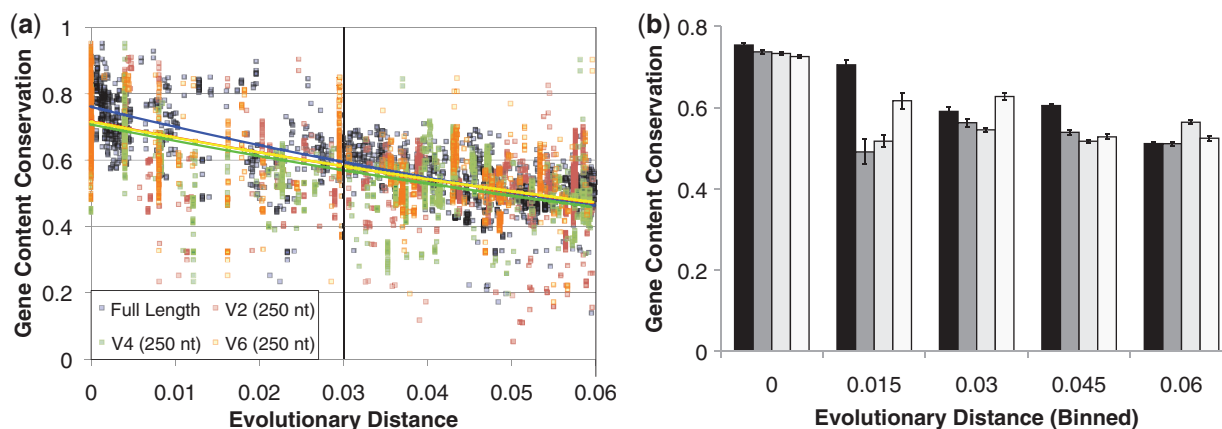 (a)
Gene Content Conservation
1
0.8
0.6
0.4
0.2
0
Full Length
V2 (250 nt)
V4 (250 nt)
V6 (250 nt)
0 0.01 0.02 0.03 0.04 0.05 0.06
Evolutionary Distance
(b)
Gene Content Conservation
0.8
0.6
0.4
0.2
0
0 0.015 0.03 0.045 0.06
Evolutionary Distance (Binned)